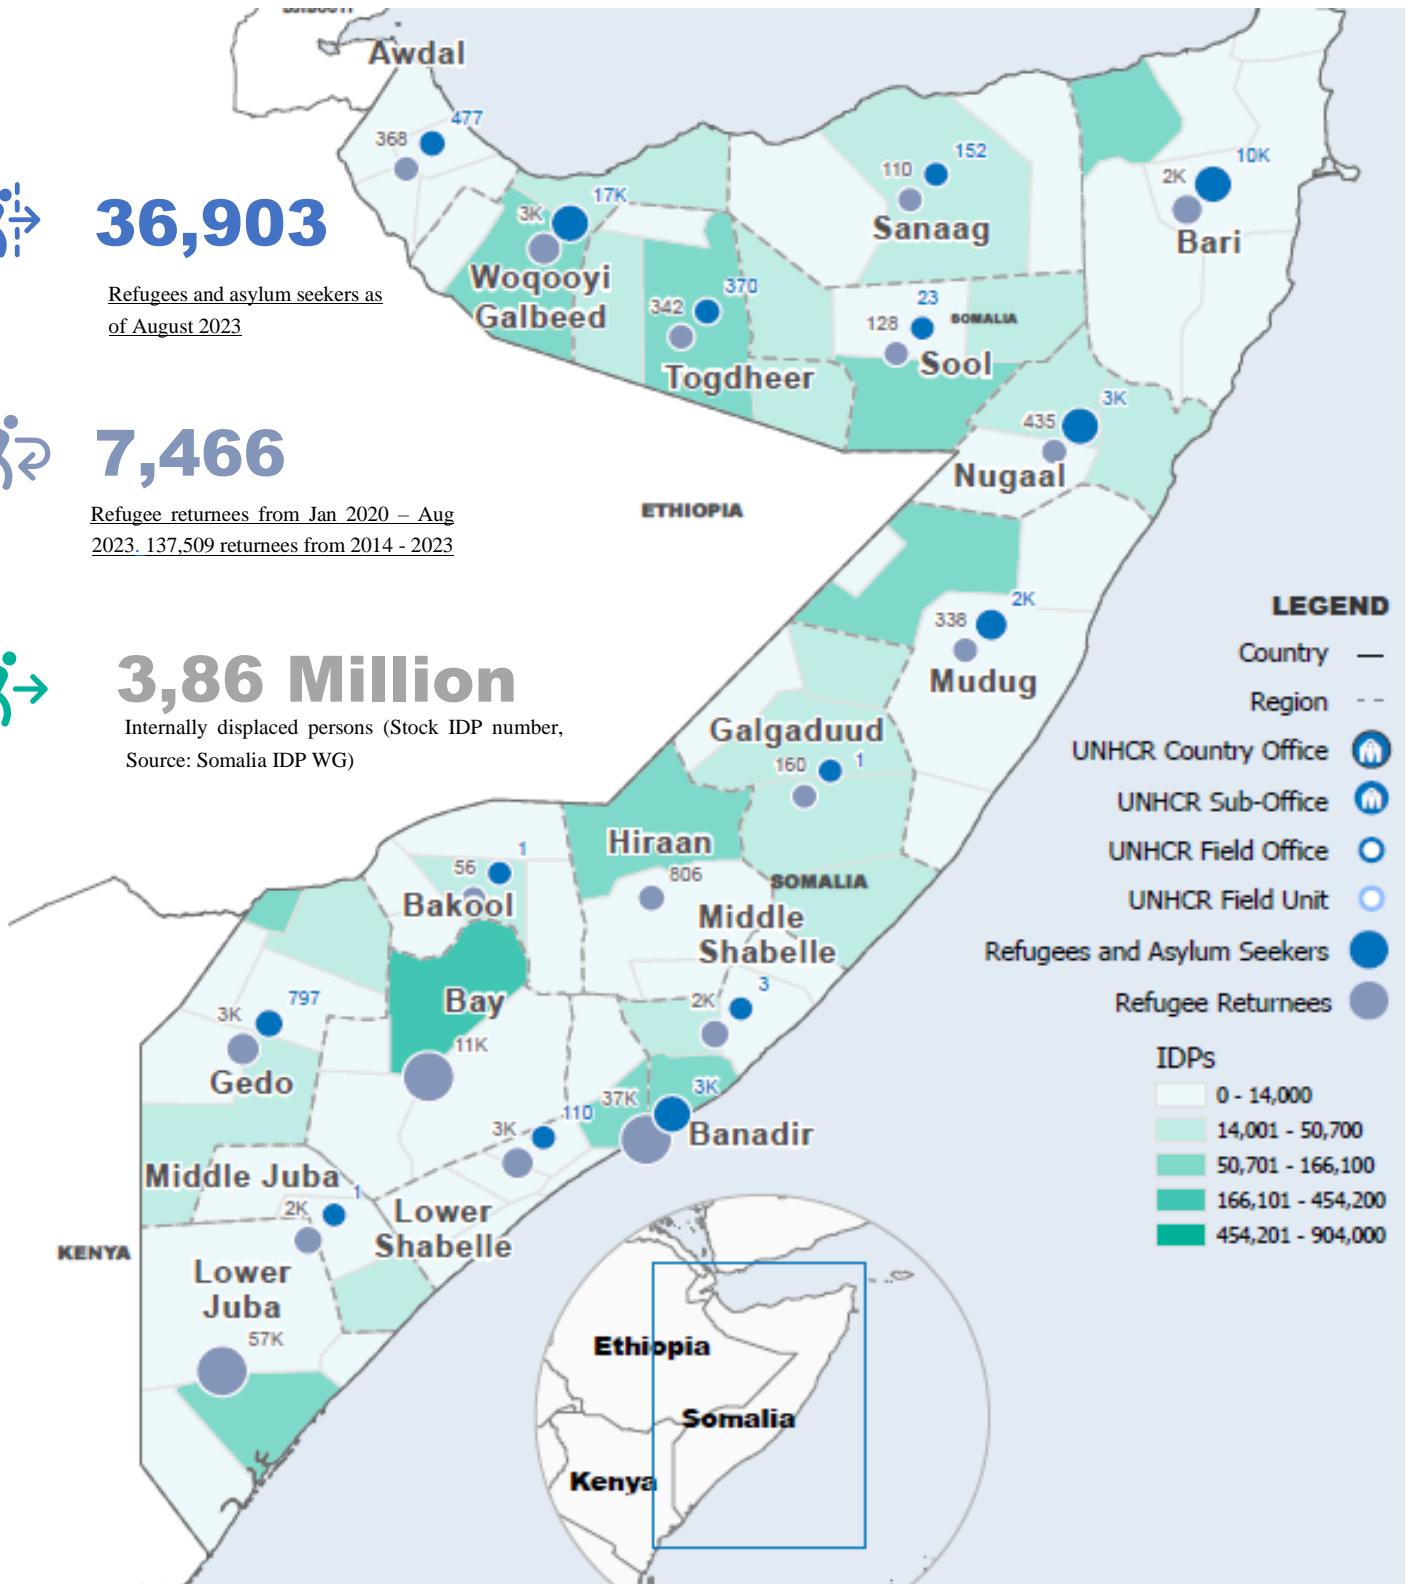 DJIBOUTI
Awdal
477
368
36,903
Refugees and asylum seekers as
of August 2023
17K
3K
Woqooyi
Galbeed
370
342
Togdheer
152
110
Sanaag
10K
2K
Bari
23
128
SOMALIA
Sool
3K
435
Nugaal
7,466
Refugee returnees from Jan 2020 – Aug
2023. 137,509 returnees from 2014 - 2023
ETHIOPIA
2K
338
Mudug
3,86 Million
Internally displaced persons (Stock IDP number,
Source: Somalia IDP WG)
Galgaduud
160
1
Hiraan
806
SOMALIA
1
56
Bakool
Middle
Shabelle
3
2K
Bay
11K
797
3K
Gedo
3K
37K
Banadir
110
3K
Middle Juba
1
2K
Lower
Shabelle
KENYA
Lower
Juba
57K
LEGEND
Country
Region
UNHCR Country Office
UNHCR Sub-Office
UNHCR Field Office
UNHCR Field Unit
Refugees and Asylum Seekers
Refugee Returnees
IDPs
0 - 14,000
14,001 - 50,700
50,701 - 166,100
166,101 - 454,200
454,201 - 904,000
Ethiopia
Somalia
Kenya